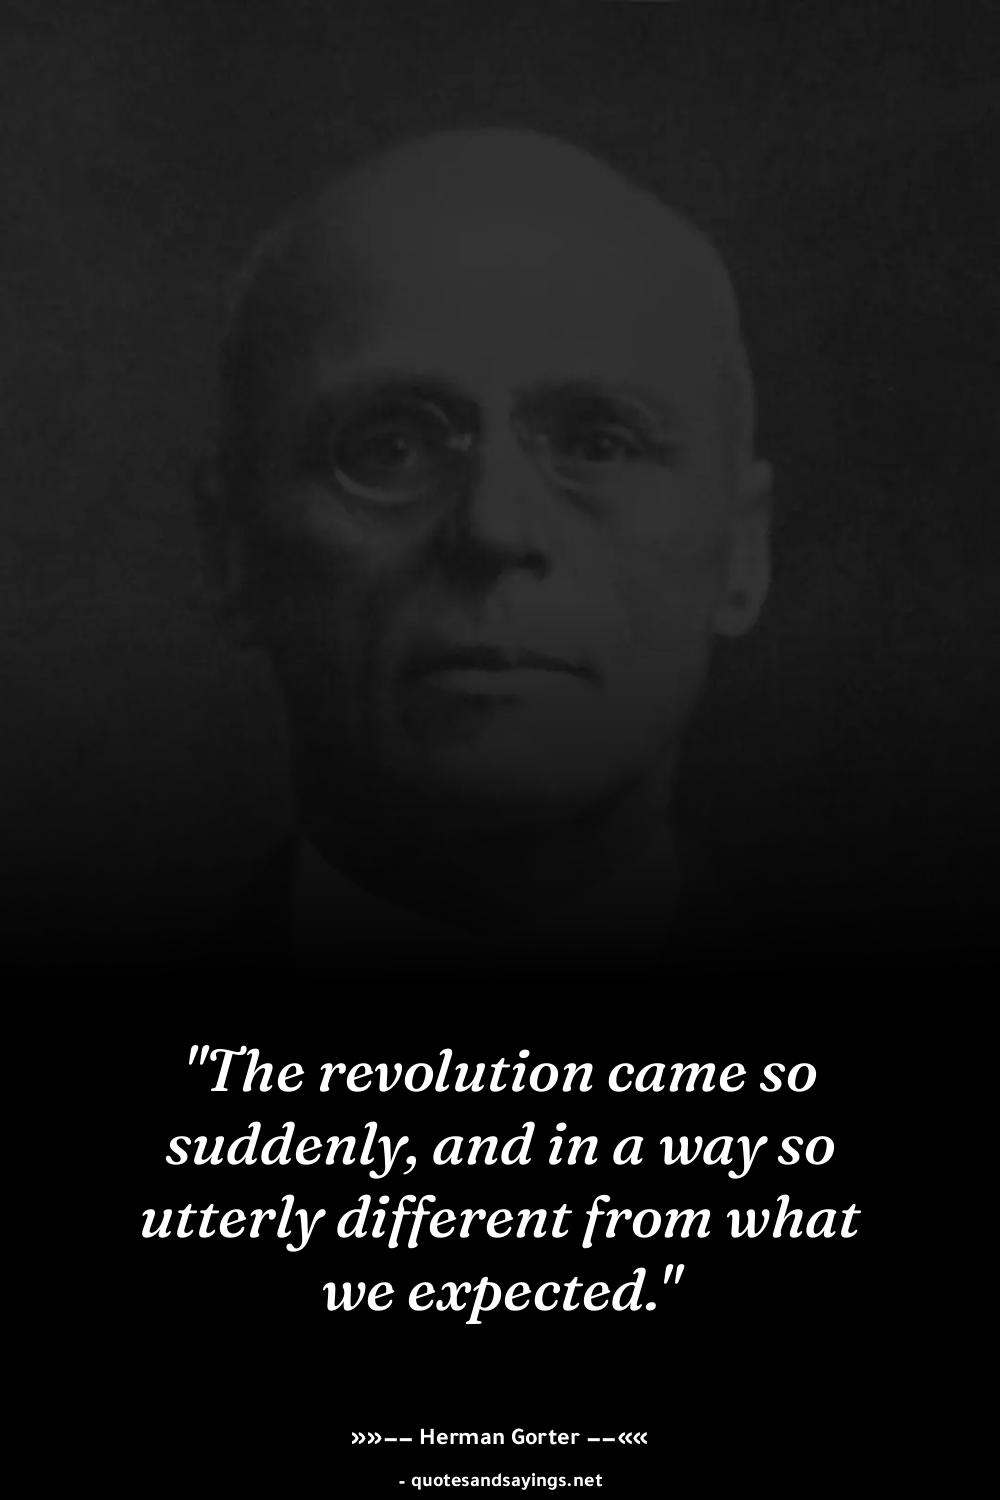 "The revolution came so
suddenly, and in a way so
utterly different from what
we expected."
»»–– Herman Gorter ––««
- quotesandsayings.net